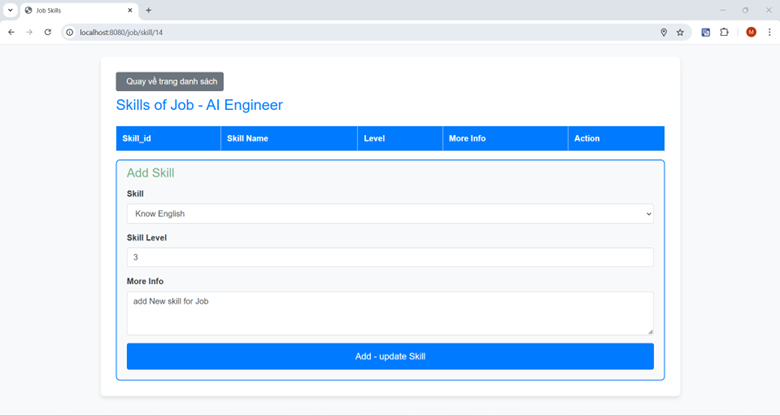 Job Skills
localhost:8080/job/skill/14
M
Quay về trang danh sách
Skills of Job - AI Engineer
Skill_id Skill Name Level More Info Action
Add Skill
Skill
Know English
Skill Level
3
More Info
add New skill for Job
Add - update Skill